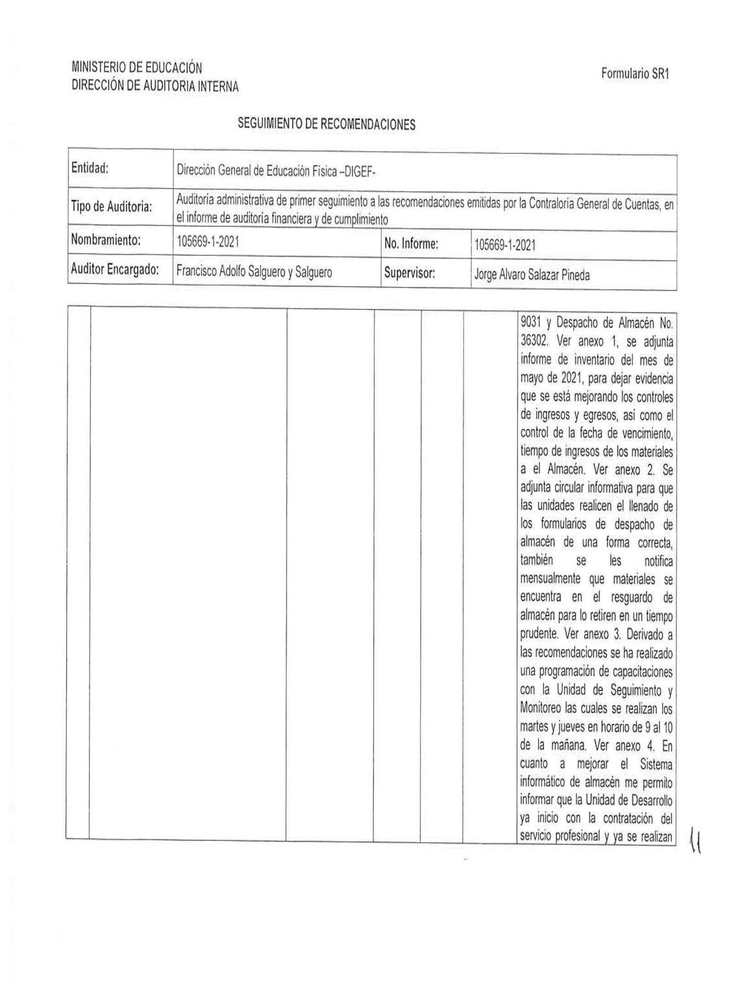 MINISTERIO DE EDUCACIÓN
DIRECCIÓN DE AUDITORIA INTERNA
Formulario SR1
SEGUIMIENTO DE RECOMENDACIONES
Entidad: Dirección General de Educación Física –DIGEF-
Tipo de Auditoria: Auditoría administrativa de primer seguimiento a las recomendaciones emitidas por la Contraloría General de Cuentas, en
el informe de auditoría financiera y de cumplimiento
Nombramiento: 105669-1-2021 No. Informe: 105669-1-2021
Auditor Encargado: Francisco Adolfo Salguero y Salguero Supervisor: Jorge Alvaro Salazar Pineda
9031 y Despacho de Almacén No.
36302. Ver anexo 1, se adjunta
informe de inventario del mes de
mayo de 2021, para dejar evidencia
que se está mejorando los controles
de ingresos y egresos, asi como el
control de la fecha de vencimiento,
tiempo de ingresos de los materiales
a el Almacén. Ver anexo 2. Se
adjunta circular informativa para que
las unidades realicen el llenado de
los formularios de despacho de
almacén de una forma correcta,
también se les notifica
mensualmente que materiales se
encuentra en el resguardo de
almacén para lo retiren en un tiempo
prudente. Ver anexo 3. Derivado a
las recomendaciones se ha realizado
una programación de capacitaciones
con la Unidad de Seguimiento y
Monitoreo las cuales se realizan los
martes y jueves en horario de 9 al 10
de la mañana. Ver anexo 4. En
cuanto a mejorar el Sistema
informático de almacén me permito
informar que la Unidad de Desarrollo
ya inicio con la contratación del
servicio profesional y ya se realizan